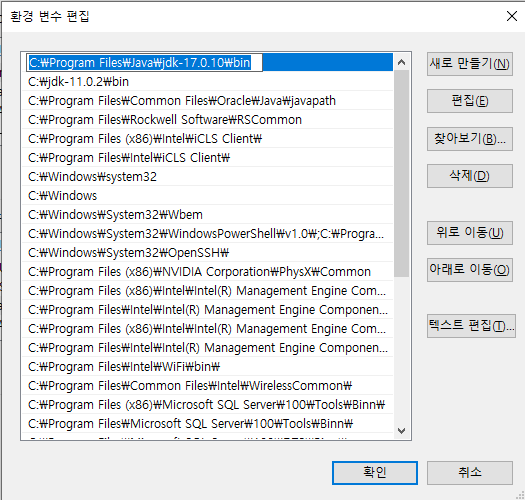 환경 변수 편집
C:₩Program Files₩Java₩jdk-17.0.10₩bin
C:₩jdk-11.0.2₩bin
C:₩Program Files₩Common Files₩Oracle₩Java₩javapath
C:₩Program Files₩Rockwell Software₩RSCommon
C:₩Program Files (x86)₩Intel₩iCLS Client₩
C:₩Program Files₩Intel₩iCLS Client₩
C:₩Windows₩system32
C:₩Windows
C:₩Windows₩System32₩Wbem
C:₩Windows₩System32₩WindowsPowerShell₩v1.0₩;C:₩Progra...
C:₩Windows₩System32₩OpenSSH₩
C:₩Program Files (x86)₩NVIDIA Corporation₩PhysX₩Common
C:₩Program Files (x86)₩Intel₩Intel(R) Management Engine Com...
C:₩Program Files₩Intel₩Intel(R) Management Engine Componen...
C:₩Program Files (x86)₩Intel₩Intel(R) Management Engine Com...
C:₩Program Files₩Intel₩Intel(R) Management Engine Componen...
C:₩Program Files₩Intel₩WiFi₩bin₩
C:₩Program Files₩Common Files₩Intel₩WirelessCommon₩
C:₩Program Files (x86)₩Microsoft SQL Server₩100₩Tools₩Binn₩
C:₩Program Files₩Microsoft SQL Server₩100₩Tools₩Binn₩
새로 만들기(N)
편집(E)
찾아보기(B)...
삭제(D)
위로 이동(U)
아래로 이동(O)
텍스트 편집(T)...
확인
취소